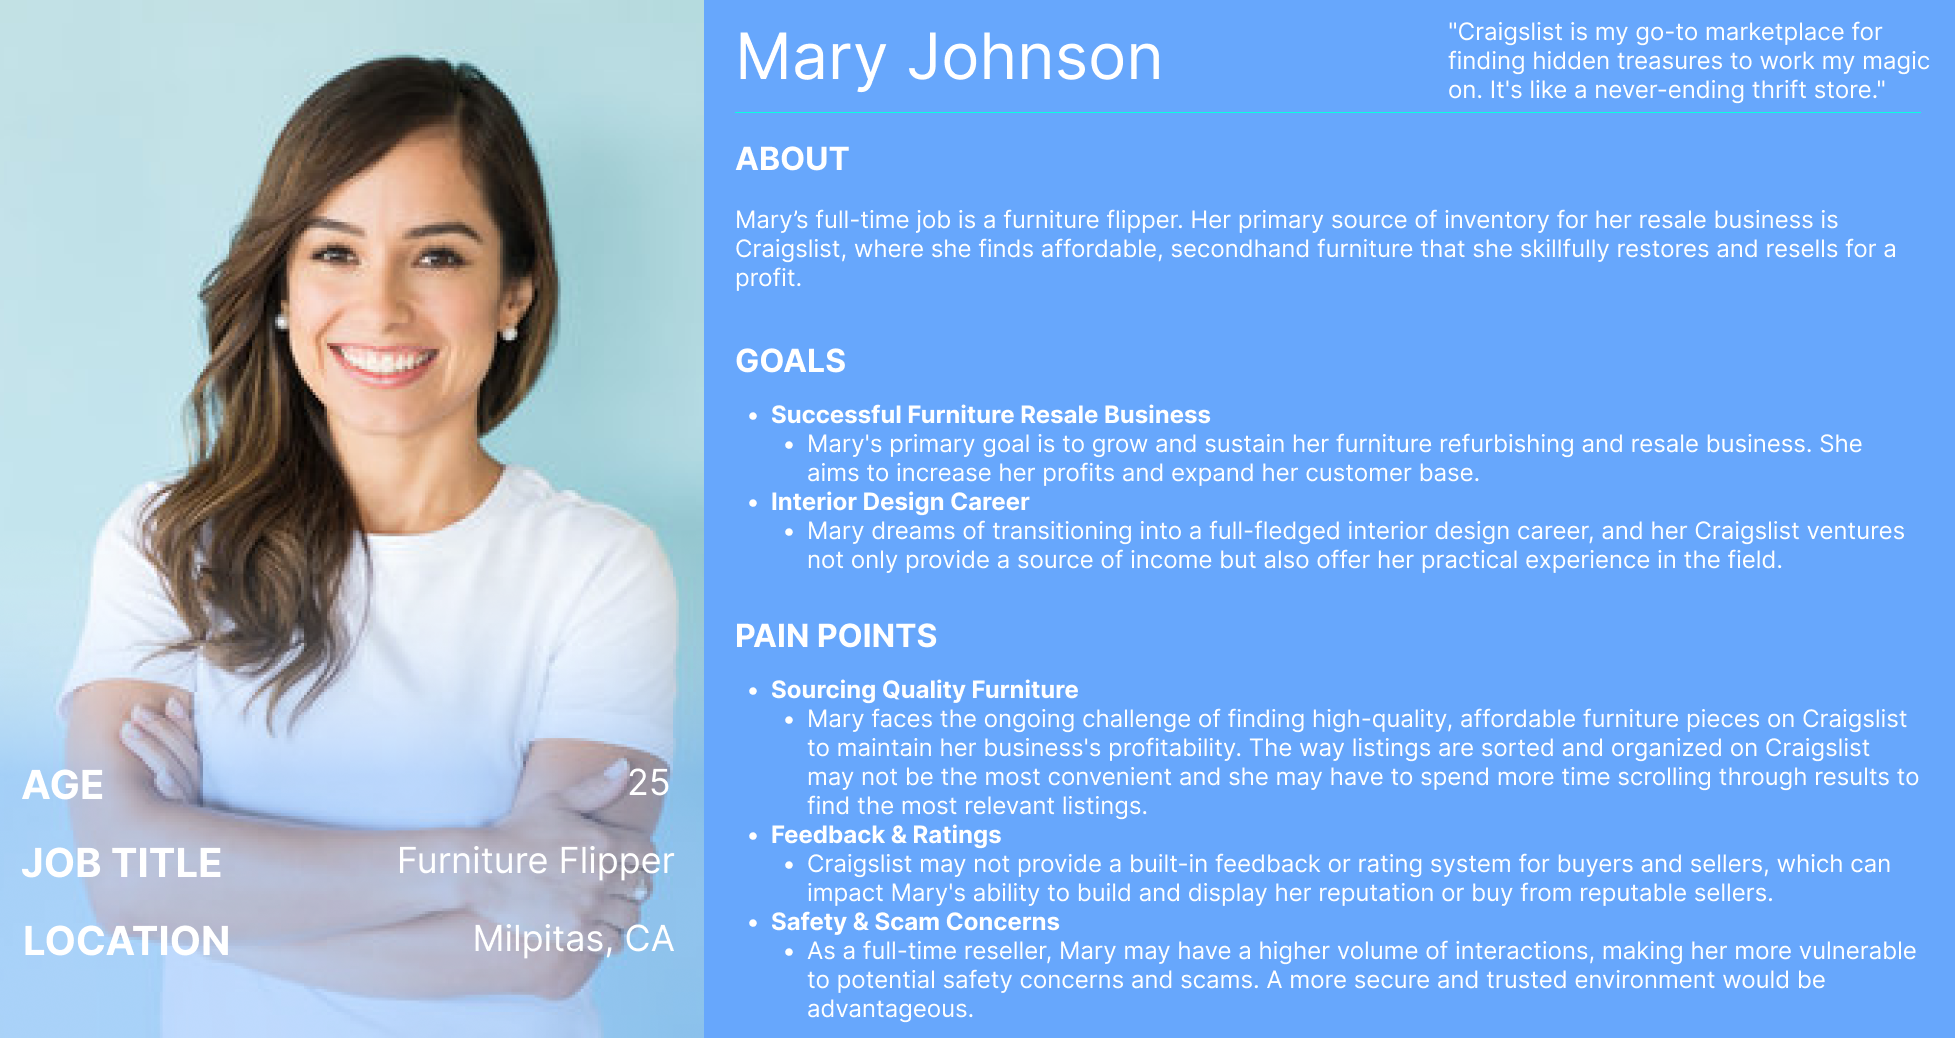 Mary Johnson
"Craigslist is my go-to marketplace for
finding hidden treasures to work my magic
on. It's like a never-ending thrift store."
ABOUT
Mary’s full-time job is a furniture flipper. Her primary source of inventory for her resale business is
Craigslist, where she finds affordable, secondhand furniture that she skillfully restores and resells for a
profit.
GOALS
• Successful Furniture Resale Business
• Mary's primary goal is to grow and sustain her furniture refurbishing and resale business. She
aims to increase her profits and expand her customer base.
• Interior Design Career
• Mary dreams of transitioning into a full-fledged interior design career, and her Craigslist ventures
not only provide a source of income but also offer her practical experience in the field.
PAIN POINTS
• Sourcing Quality Furniture
• Mary faces the ongoing challenge of finding high-quality, affordable furniture pieces on Craigslist
to maintain her business's profitability. The way listings are sorted and organized on Craigslist
may not be the most convenient and she may have to spend more time scrolling through results to
find the most relevant listings.
• Feedback & Ratings
• Craigslist may not provide a built-in feedback or rating system for buyers and sellers, which can
impact Mary's ability to build and display her reputation or buy from reputable sellers.
• Safety & Scam Concerns
• As a full-time reseller, Mary may have a higher volume of interactions, making her more vulnerable
to potential safety concerns and scams. A more secure and trusted environment would be
advantageous.
AGE 25
JOB TITLE Furniture Flipper
LOCATION Milpitas, CA